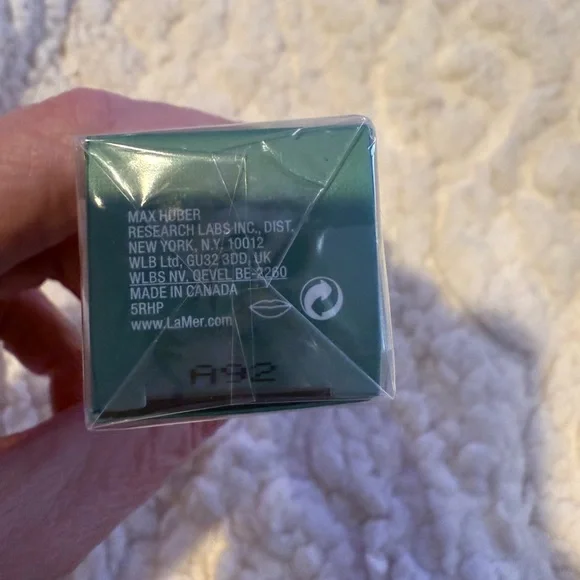 MAX HUBER
RESEARCH LABS INC., DIST.
NEW YORK, N.Y. 10012
WLB Ltd, GU32 3DD, UK
WLBS NV, OEVEL BE-2260
MADE IN CANADA
5RHP
www.LaMer.com
A92